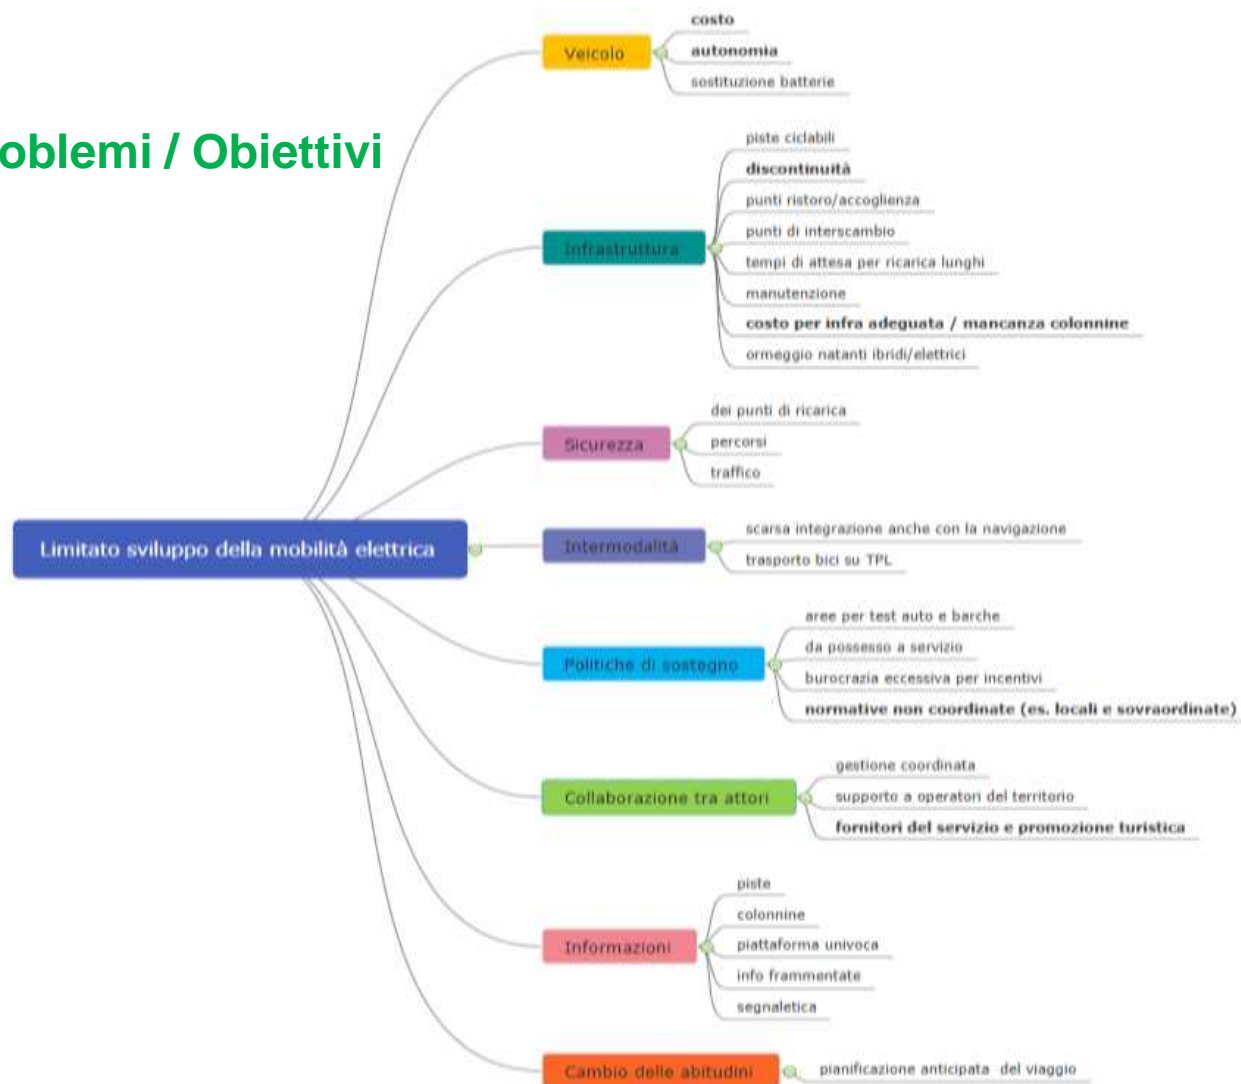 oblemi / Obiettivi
Limitato sviluppo della mobilità elettrica
Veicolo
costo
autonomia
sostituzione batterie
Infrastruttura
piste ciclabili
discontinuità
punti ristoro/accoglienza
punti di interscambio
tempi di attesa per ricarica lunghi
manutenzione
costo per infra adeguata / mancanza colonnine
ormeggio natanti ibridi/elettrici
Sicurezza
dei punti di ricarica
percorsi
traffico
Intermodalità
scarsa integrazione anche con la navigazione
trasporto bici su TPL
Politiche di sostegno
aree per test auto e barche
da possesso a servizio
burocrazia eccessiva per incentivi
normative non coordinate (es. locali e sovraordinate)
Collaborazione tra attori
gestione coordinata
supporto a operatori del territorio
fornitori del servizio e promozione turistica
Informazioni
piste
colonnine
piattaforma univoca
info frammentate
segnaletica
Cambio delle abitudini
pianificazione anticipata del viaggio